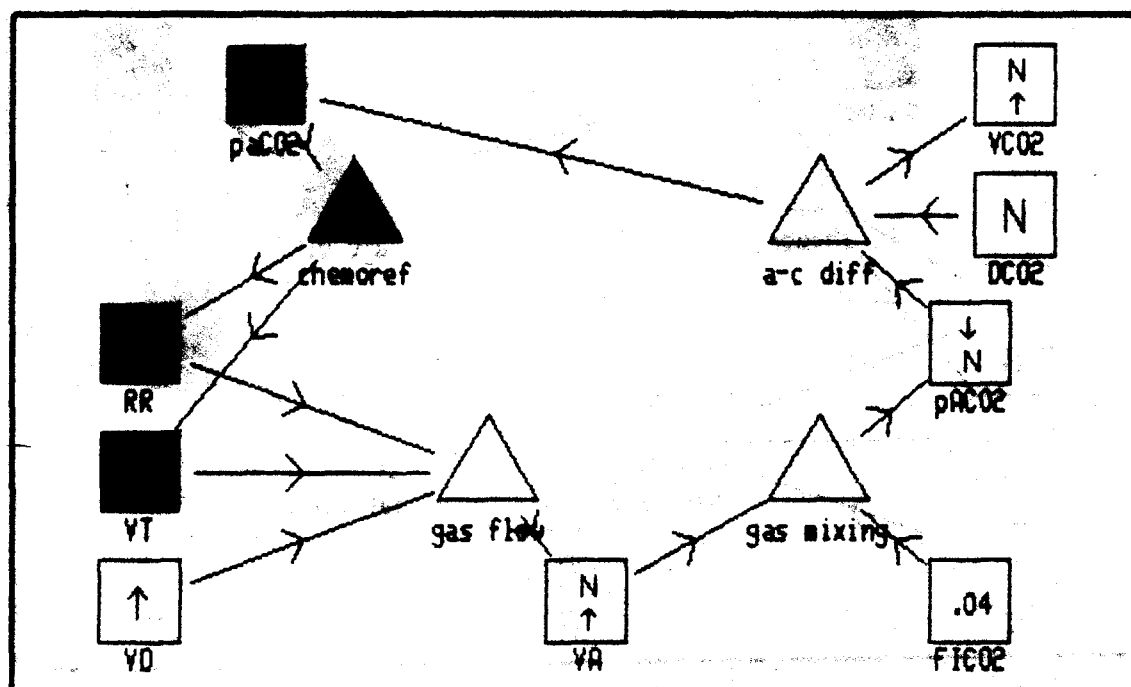 N
↑
paCO2
VCO2
N
chemoref
a-c diff
DCO2
↓
N
RR
pACO2
VT
gas flow
gas mixing
↑
N
↑
.04
VD
VA
FICO2